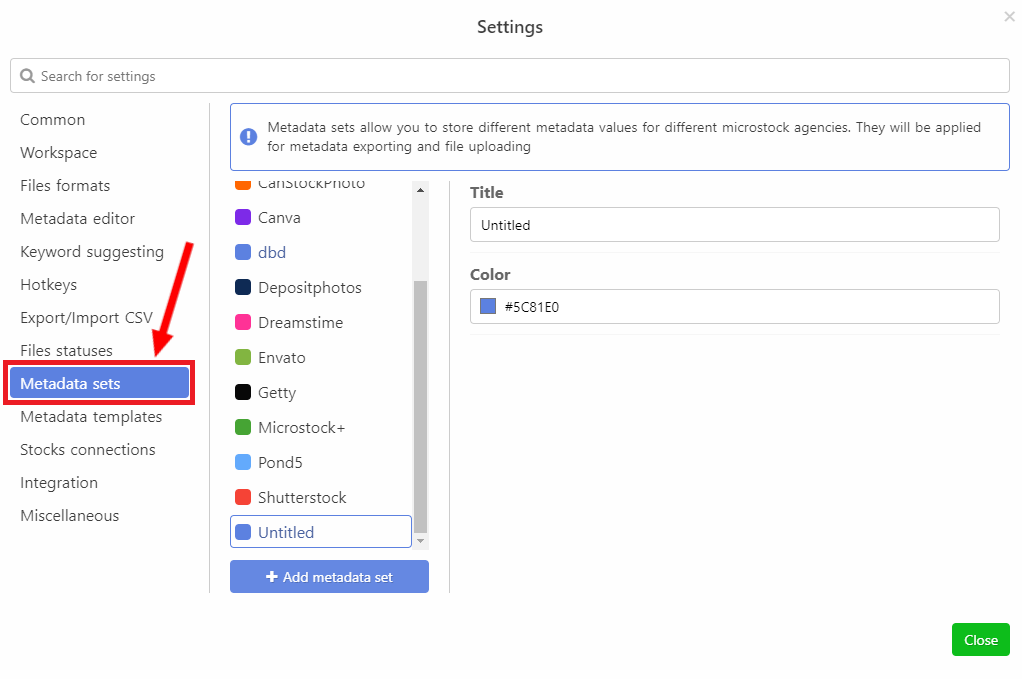 Settings
Search for settings
Common
Workspace
Files formats
Metadata editor
Keyword suggesting
Hotkeys
Export/Import CSV
Files statuses
Metadata sets
Metadata templates
Stocks connections
Integration
Miscellaneous
Metadata sets allow you to store different metadata values for different microstock agencies. They will be applied
for metadata exporting and file uploading
CanStockPhoto
Canva
dbd
Depositphotos
Dreamstime
Envato
Getty
Microstock+
Pond5
Shutterstock
Untitled
Add metadata set
Title
Untitled
Color
#5C81E0
Close